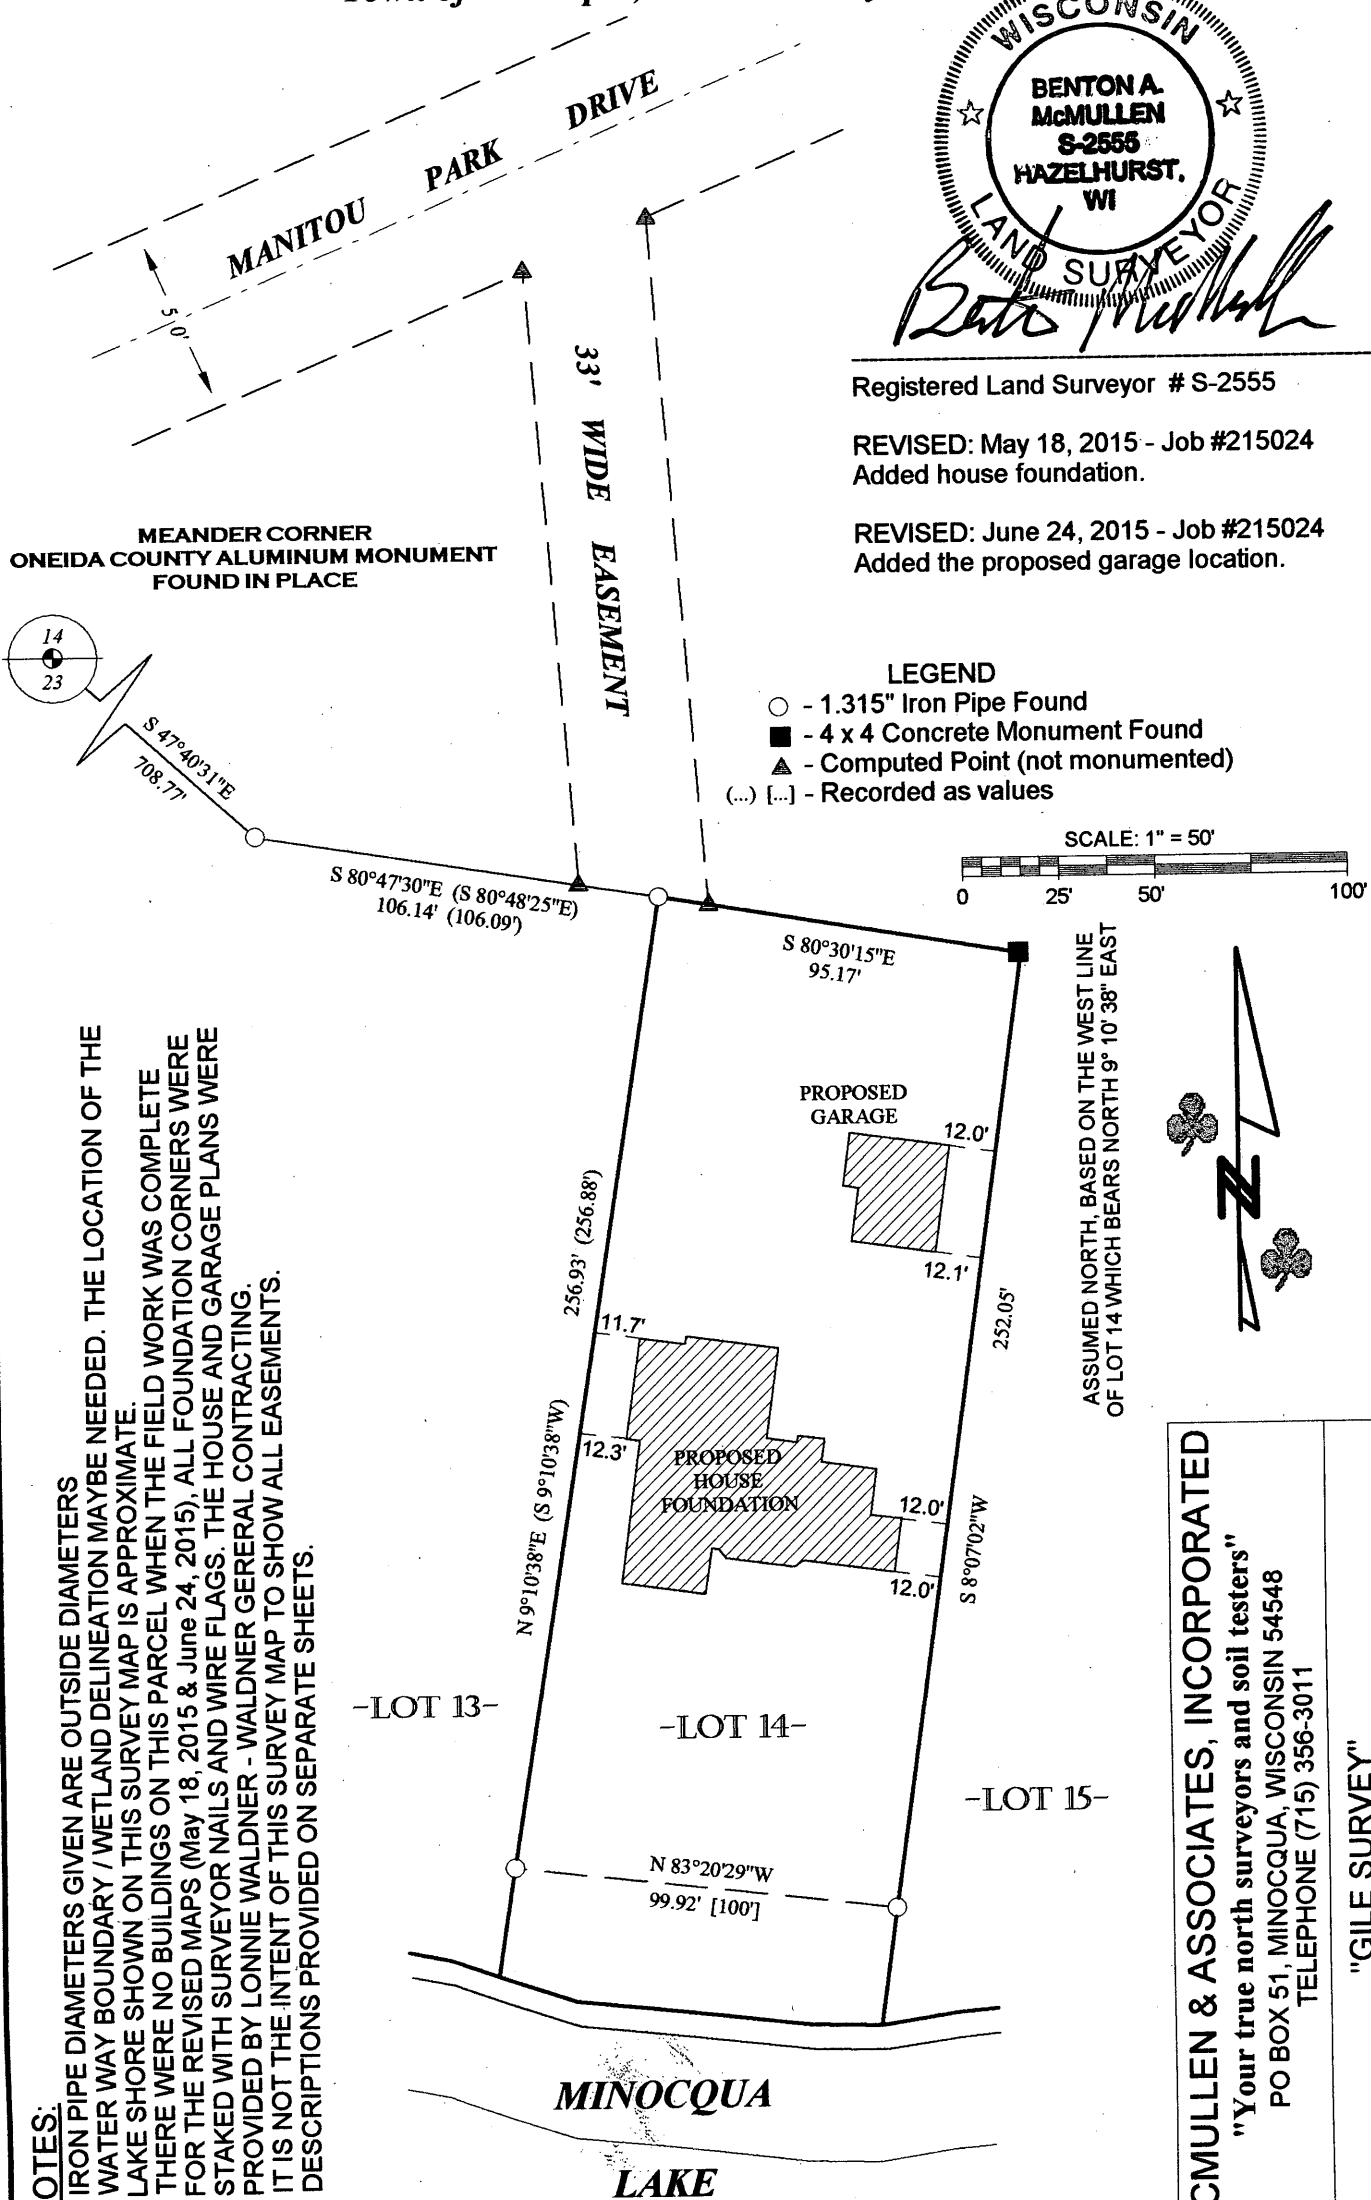 WISCONSIN
BENTON A.
McMULLEN
S-2555
HAZELHURST,
WI
LAND SURVEYOR
MANITOU PARK DRIVE
33' WIDE EASEMENT
Registered Land Surveyor # S-2555
REVISED: May 18, 2015 - Job #215024
Added house foundation.
REVISED: June 24, 2015 - Job #215024
Added the proposed garage location.
MEANDER CORNER
ONEIDA COUNTY ALUMINUM MONUMENT
FOUND IN PLACE
14
23
S 47°40'31"E
708.77'
LEGEND
- 1.315" Iron Pipe Found
- 4 x 4 Concrete Monument Found
- Computed Point (not monumented)
(...) [...] - Recorded as values
SCALE: 1" = 50'
0 25' 50' 100'
S 80°47'30"E (S 80°48'25"E)
106.14' (106.09')
S 80°30'15"E
95.17'
ASSUMED NORTH, BASED ON THE WEST LINE
OF LOT 14 WHICH BEARS NORTH 9° 10' 38" EAST
N
PROPOSED
GARAGE
12.0'
12.1'
256.93' (256.88')
252.05'
11.7'
12.3'
PROPOSED
HOUSE
FOUNDATION
12.0'
12.0'
N 9°10'38"E (S 9°10'38"W)
S 8°07'02"W
-LOT 13-
-LOT 14-
-LOT 15-
N 83°20'29"W
99.92' [100']
MINOCQUA
LAKE
OTES:
IRON PIPE DIAMETERS GIVEN ARE OUTSIDE DIAMETERS
WATER WAY BOUNDARY / WETLAND DELINEATION MAYBE NEEDED. THE LOCATION OF THE
LAKE SHORE SHOWN ON THIS SURVEY MAP IS APPROXIMATE.
THERE WERE NO BUILDINGS ON THIS PARCEL WHEN THE FIELD WORK WAS COMPLETE
FOR THE REVISED MAPS (May 18, 2015 & June 24, 2015), ALL FOUNDATION CORNERS WERE
STAKED WITH SURVEYOR NAILS AND WIRE FLAGS. THE HOUSE AND GARAGE PLANS WERE
PROVIDED BY LONNIE WALDNER - WALDNER GERERAL CONTRACTING.
IT IS NOT THE INTENT OF THIS SURVEY MAP TO SHOW ALL EASEMENTS.
DESCRIPTIONS PROVIDED ON SEPARATE SHEETS.
CMULLEN & ASSOCIATES, INCORPORATED
"Your true north surveyors and soil testers"
PO BOX 51, MINOCQUA, WISCONSIN 54548
TELEPHONE (715) 356-3011
"GILE SURVEY"